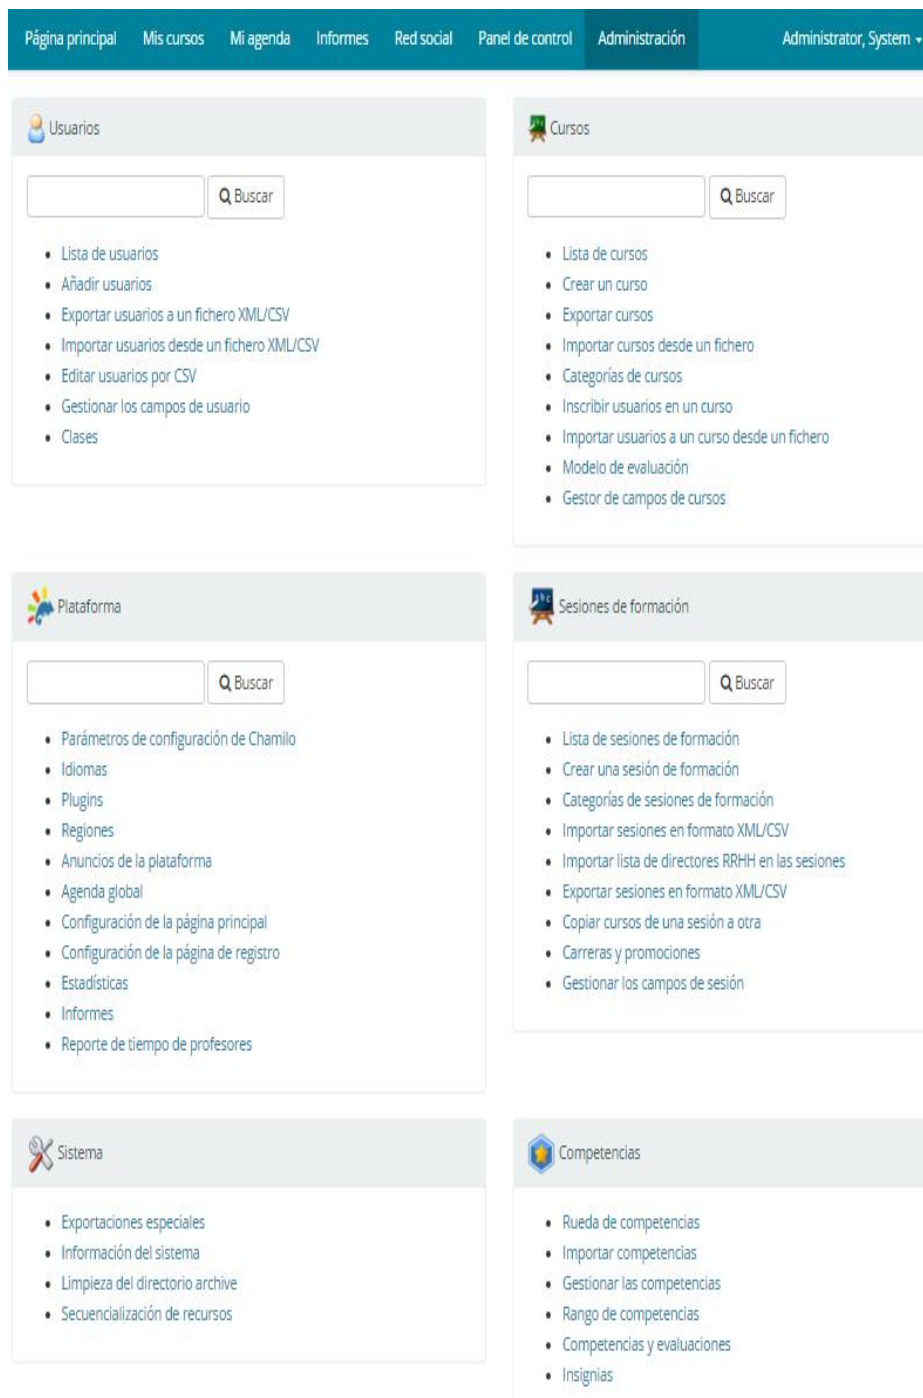 Página principal Mis cursos Mi agenda Informes Red social Panel de control Administración Administrator, System
Usuarios
Buscar
Lista de usuarios
Añadir usuarios
Exportar usuarios a un fichero XML/CSV
Importar usuarios desde un fichero XML/CSV
Editar usuarios por CSV
Gestionar los campos de usuario
Clases
Cursos
Buscar
Lista de cursos
Crear un curso
Exportar cursos
Importar cursos desde un fichero
Categorías de cursos
Inscribir usuarios en un curso
Importar usuarios a un curso desde un fichero
Modelo de evaluación
Gestor de campos de cursos
Plataforma
Buscar
Parámetros de configuración de Chamilo
Idiomas
Plugins
Regiones
Anuncios de la plataforma
Agenda global
Configuración de la página principal
Configuración de la página de registro
Estadísticas
Informes
Reporte de tiempo de profesores
Sesiones de formación
Buscar
Lista de sesiones de formación
Crear una sesión de formación
Categorías de sesiones de formación
Importar sesiones en formato XML/CSV
Importar lista de directores RRHH en las sesiones
Exportar sesiones en formato XML/CSV
Copiar cursos de una sesión a otra
Carreras y promociones
Gestionar los campos de sesión
Sistema
Exportaciones especiales
Información del sistema
Limpieza del directorio archive
Secuencialización de recursos
Competencias
Rueda de competencias
Importar competencias
Gestionar las competencias
Rango de competencias
Competencias y evaluaciones
Insignias